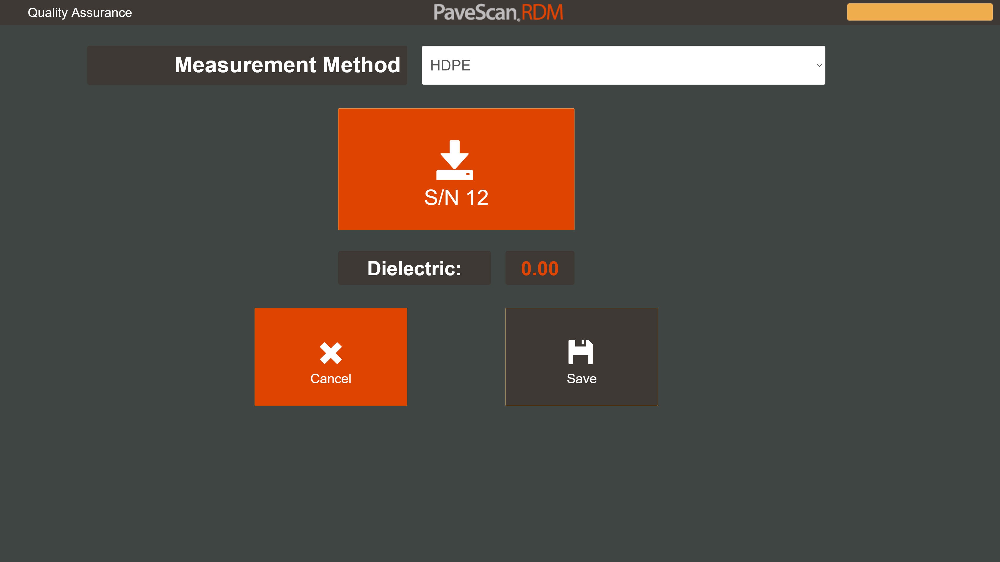 Quality Assurance
PaveScan®RDM
Measurement Method
HDPE
S/N 12
Dielectric:
0.00
Cancel
Save